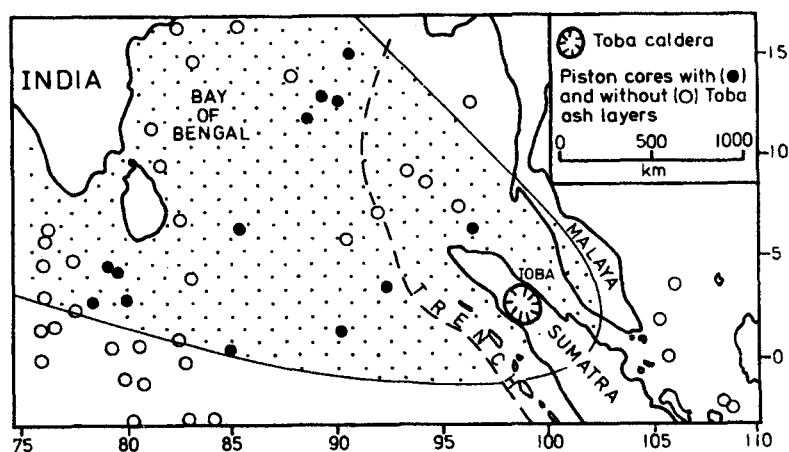 INDIA
BAY
OF
BENGAL
Toba caldera
Piston cores with (●)
and without (○) Toba
ash layers
0 500 1000
km
MALAYA
TOBA
SUMATRA
TRENCH
15
10
5
0
75 80 85 90 95 100 105 110